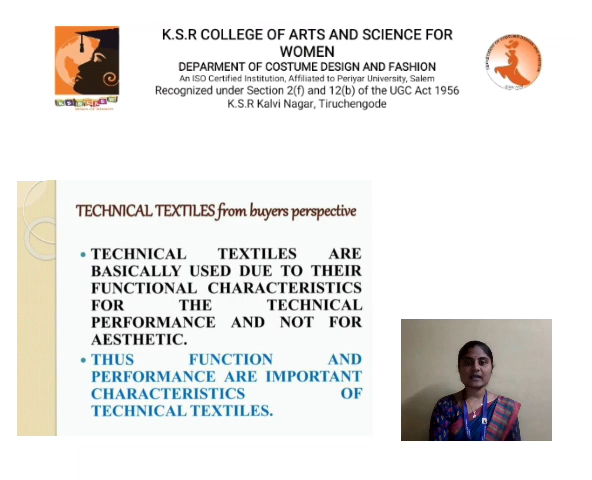 K.S.R COLLEGE OF ARTS AND SCIENCE FOR
WOMEN
DEPARMENT OF COSTUME DESIGN AND FASHION
An ISO Certified Institution, Affiliated to Periyar University, Salem
Recognized under Section 2(f) and 12(b) of the UGC Act 1956
K.S.R Kalvi Nagar, Tiruchengode
TECHNICAL TEXTILES from buyers perspective
• TECHNICAL TEXTILES ARE
BASICALLY USED DUE TO THEIR
FUNCTIONAL CHARACTERISTICS
FOR THE TECHNICAL
PERFORMANCE AND NOT FOR
AESTHETIC.
• THUS FUNCTION AND
PERFORMANCE ARE IMPORTANT
CHARACTERISTICS OF
TECHNICAL TEXTILES.